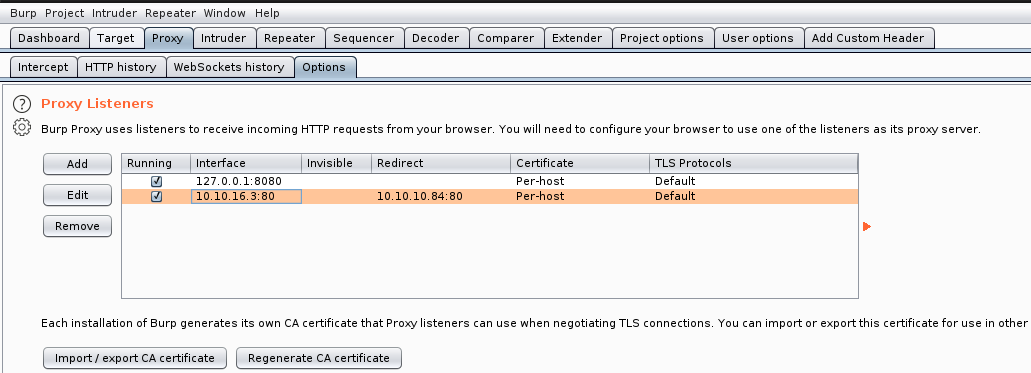 Burp Project Intruder Repeater Window Help
Dashboard Target Proxy Intruder Repeater Sequencer Decoder Comparer Extender Project options User options Add Custom Header
Intercept HTTP history WebSockets history Options
? Proxy Listeners
Burp Proxy uses listeners to receive incoming HTTP requests from your browser. You will need to configure your browser to use one of the listeners as its proxy server.
Add Running Interface Invisible Redirect Certificate TLS Protocols
127.0.0.1:8080 Per-host Default
Edit 10.10.16.3:80 10.10.10.84:80 Per-host Default
Remove
Each installation of Burp generates its own CA certificate that Proxy listeners can use when negotiating TLS connections. You can import or export this certificate for use in other
Import / export CA certificate Regenerate CA certificate